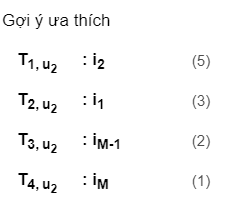 Gợi ý ưa thích
T1, u2 : i2 (5)
T2, u2 : i1 (3)
T3, u2 : iM-1 (2)
T4, u2 : iM (1)